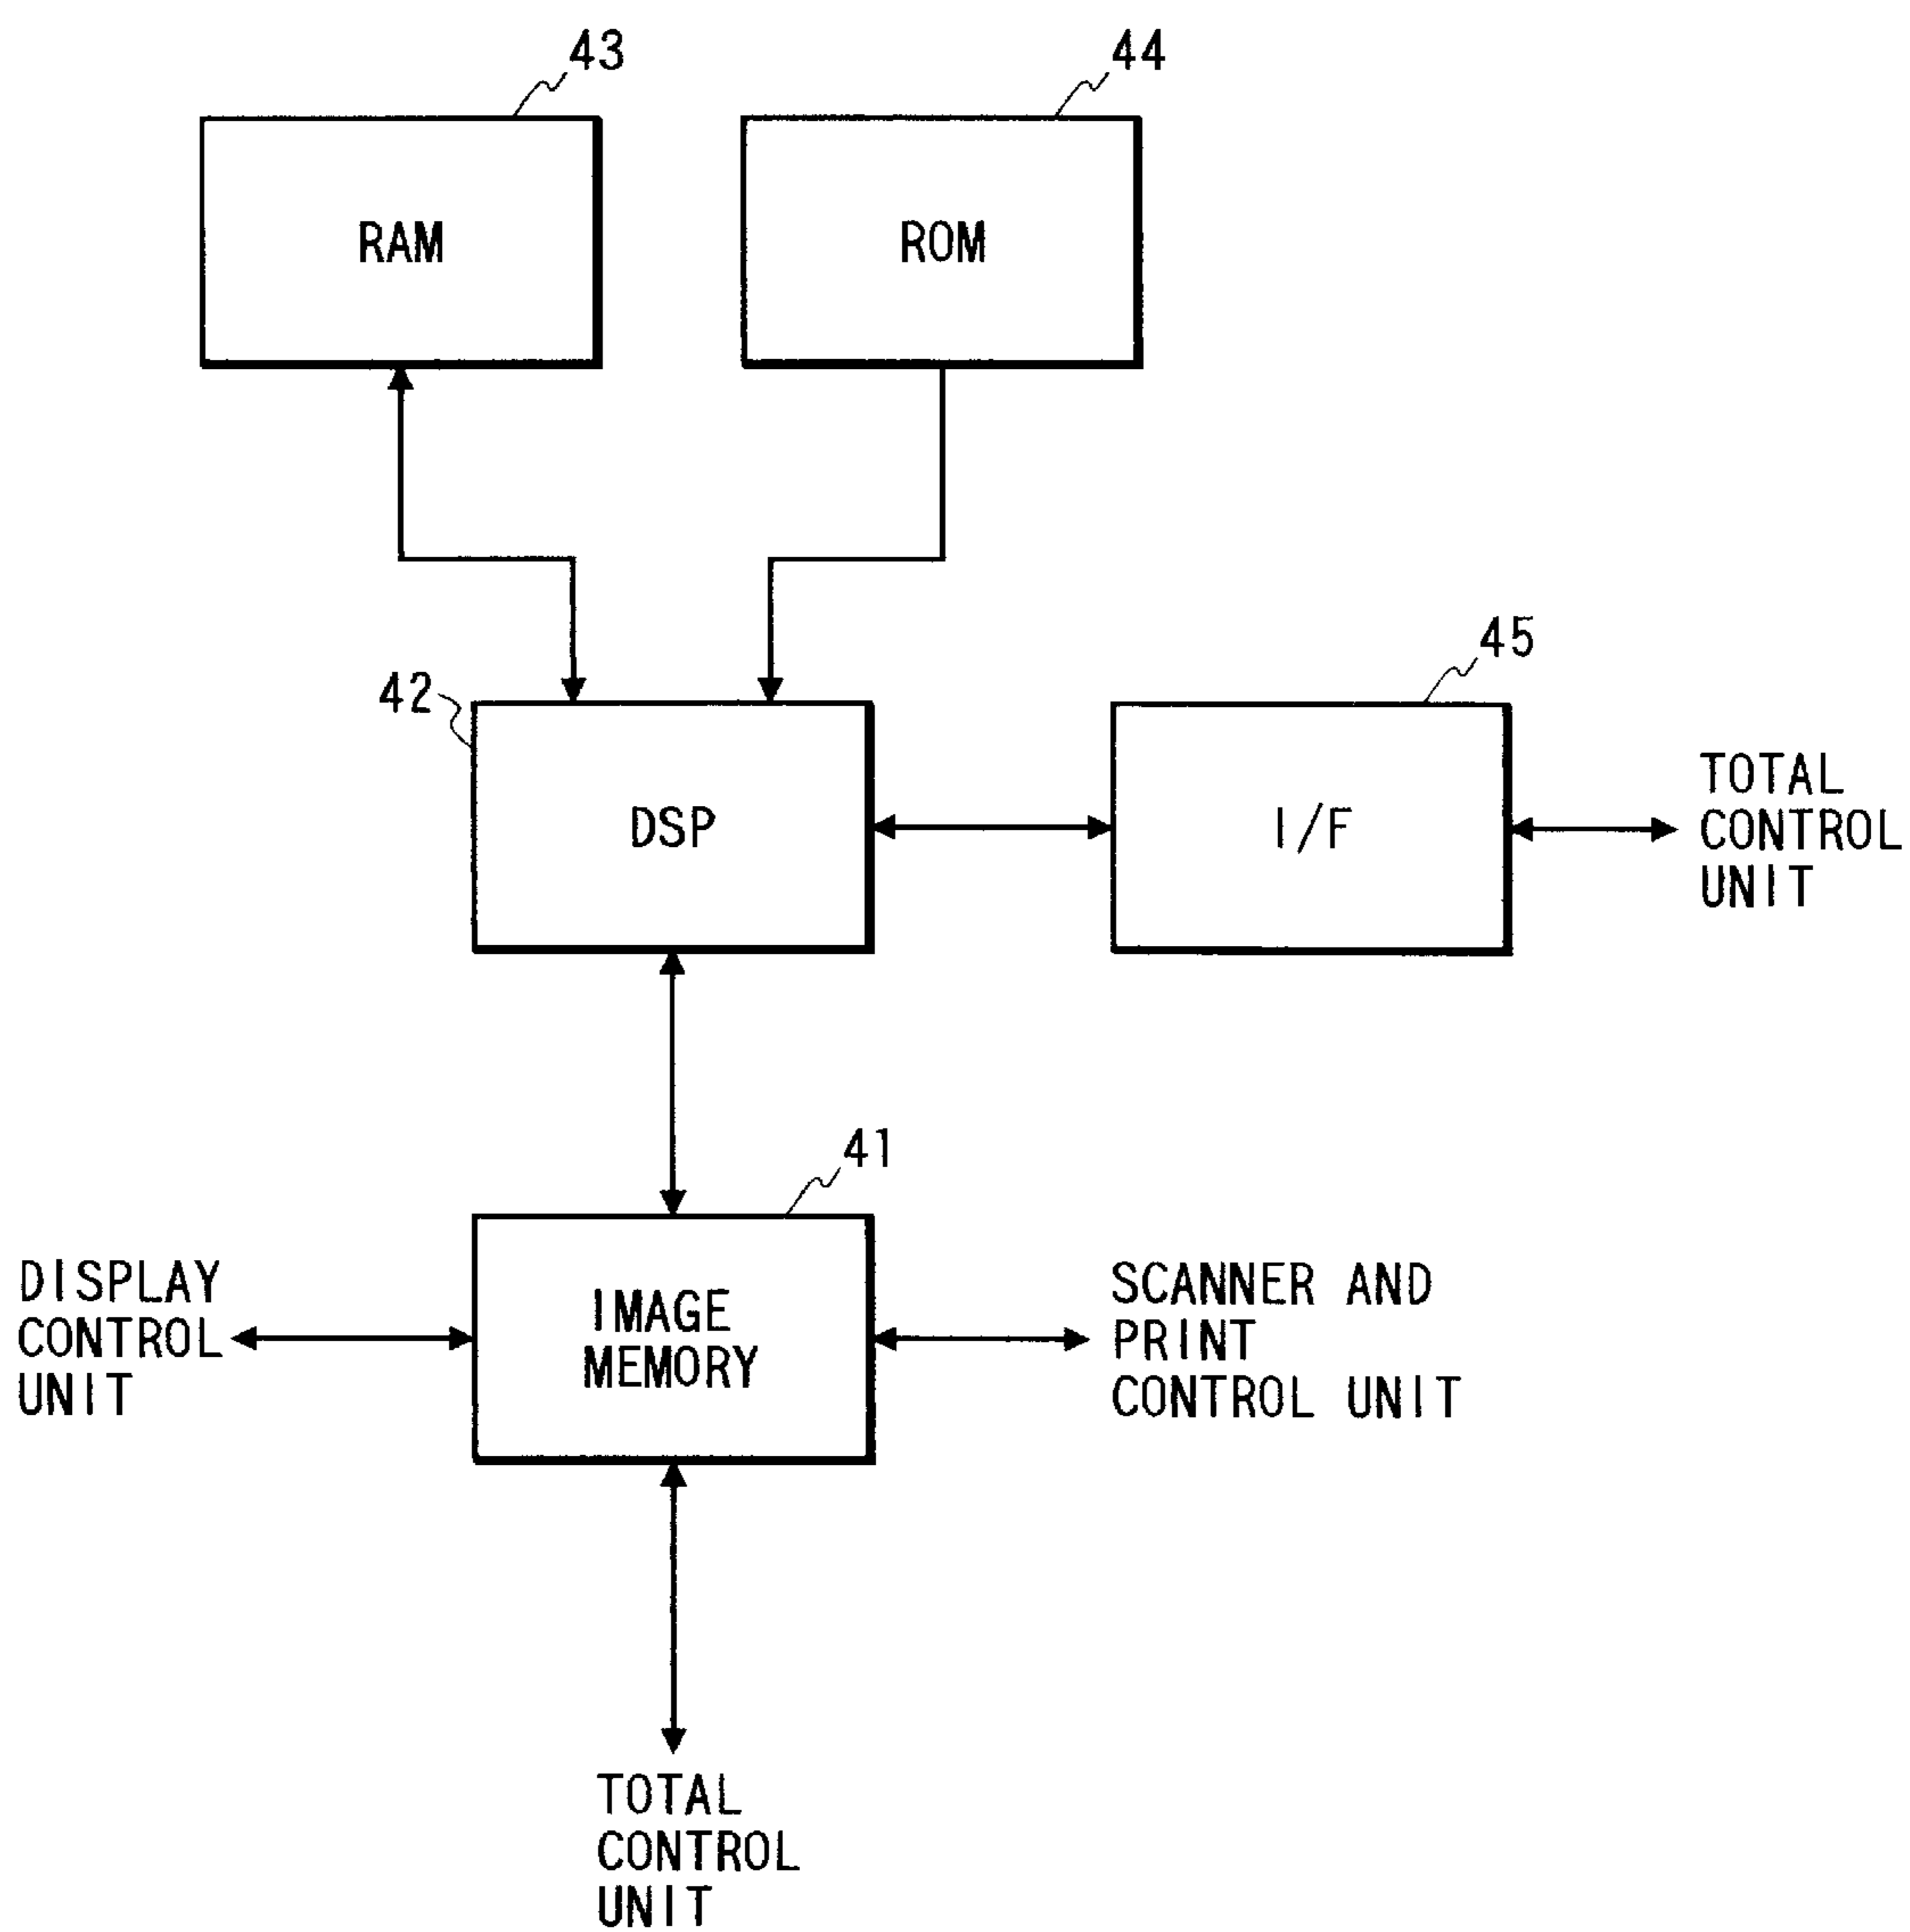 43
44
RAM
ROM
42
45
DSP
I/F
TOTAL
CONTROL
UNIT
41
DISPLAY
CONTROL
UNIT
IMAGE
MEMORY
SCANNER AND
PRINT
CONTROL UNIT
TOTAL
CONTROL
UNIT